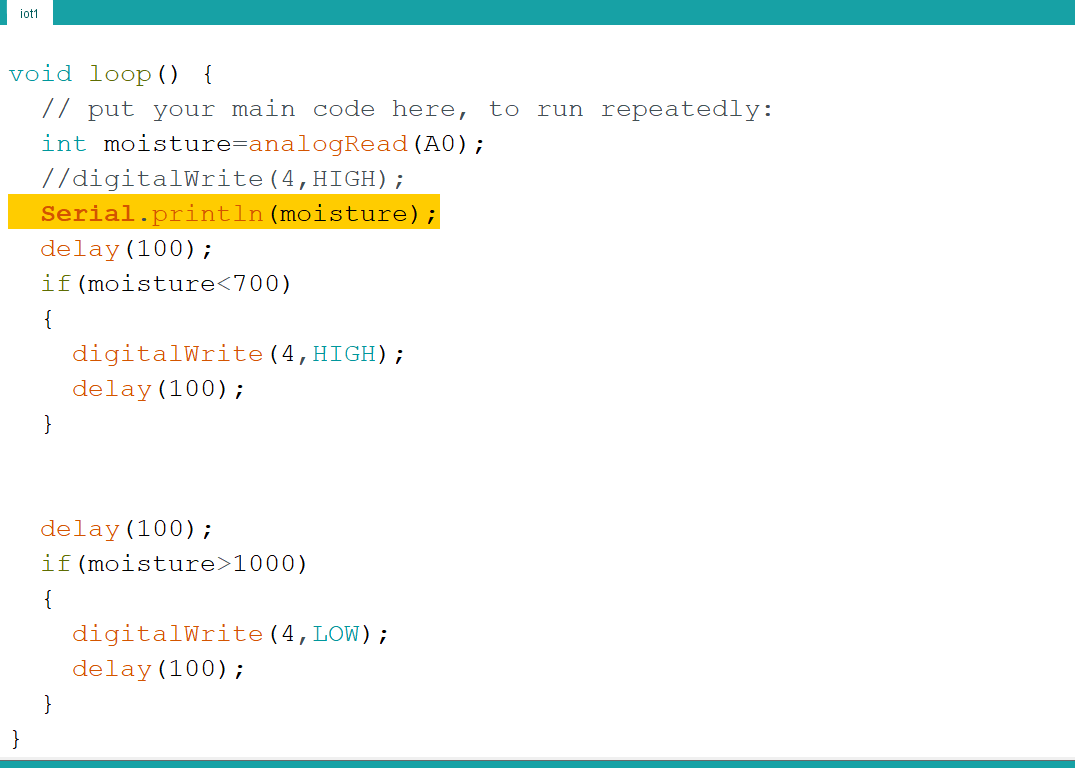 iot1
void loop() {
// put your main code here, to run repeatedly:
int moisture=analogRead(A0);
//digitalWrite(4,HIGH);
Serial.println(moisture);
delay(100);
if(moisture<700)
{
digitalWrite(4,HIGH);
delay(100);
}
delay(100);
if(moisture>1000)
{
digitalWrite(4,LOW);
delay(100);
}
}